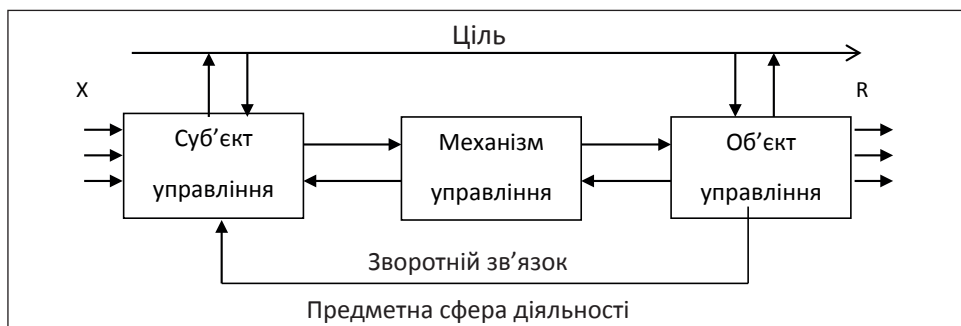 Ціль
X
R
Суб’єкт
управління
Механізм
управління
Об’єкт
управління
Зворотній зв’язок
Предметна сфера діяльності